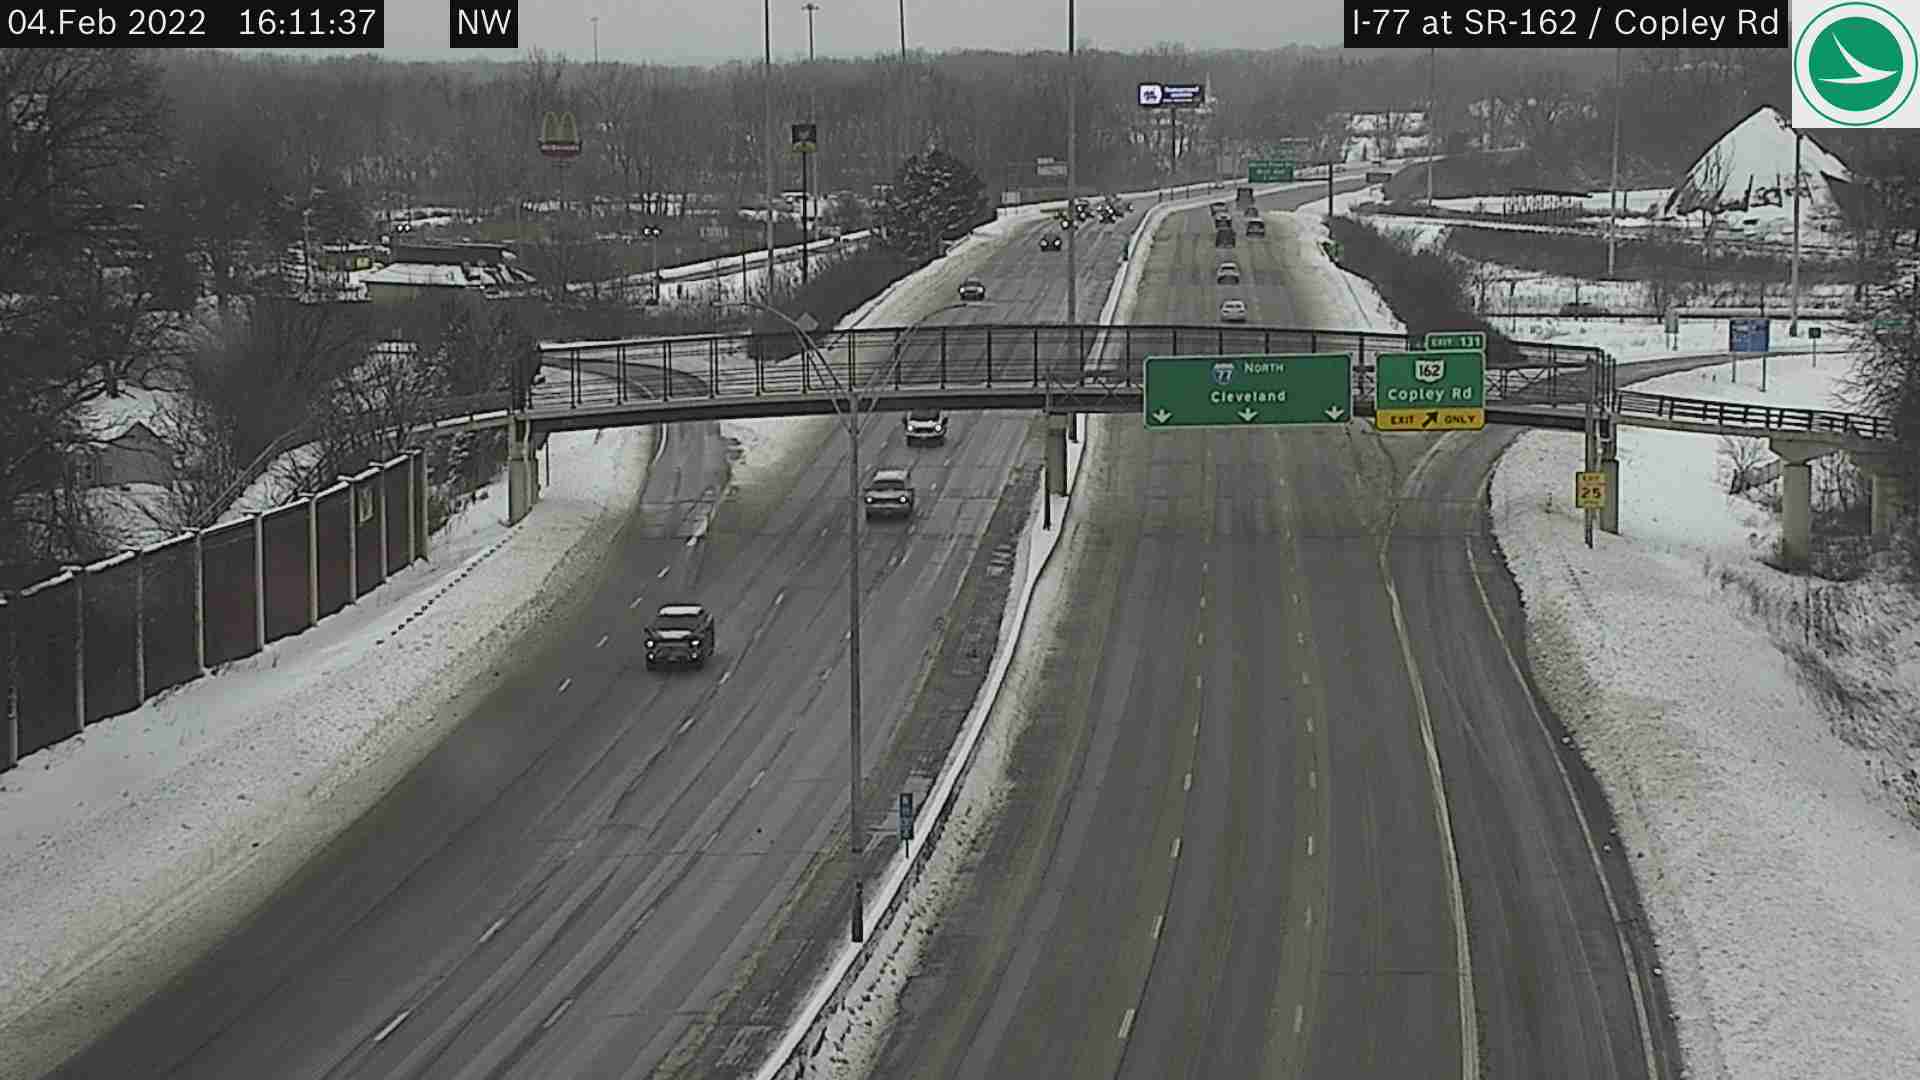 04.Feb 2022 16:11:37
NW
I-77 at SR-162 / Copley Rd
McDonald's
EXIT 131
77 NORTH
Cleveland
162
Copley Rd
EXIT ONLY
EXIT
25